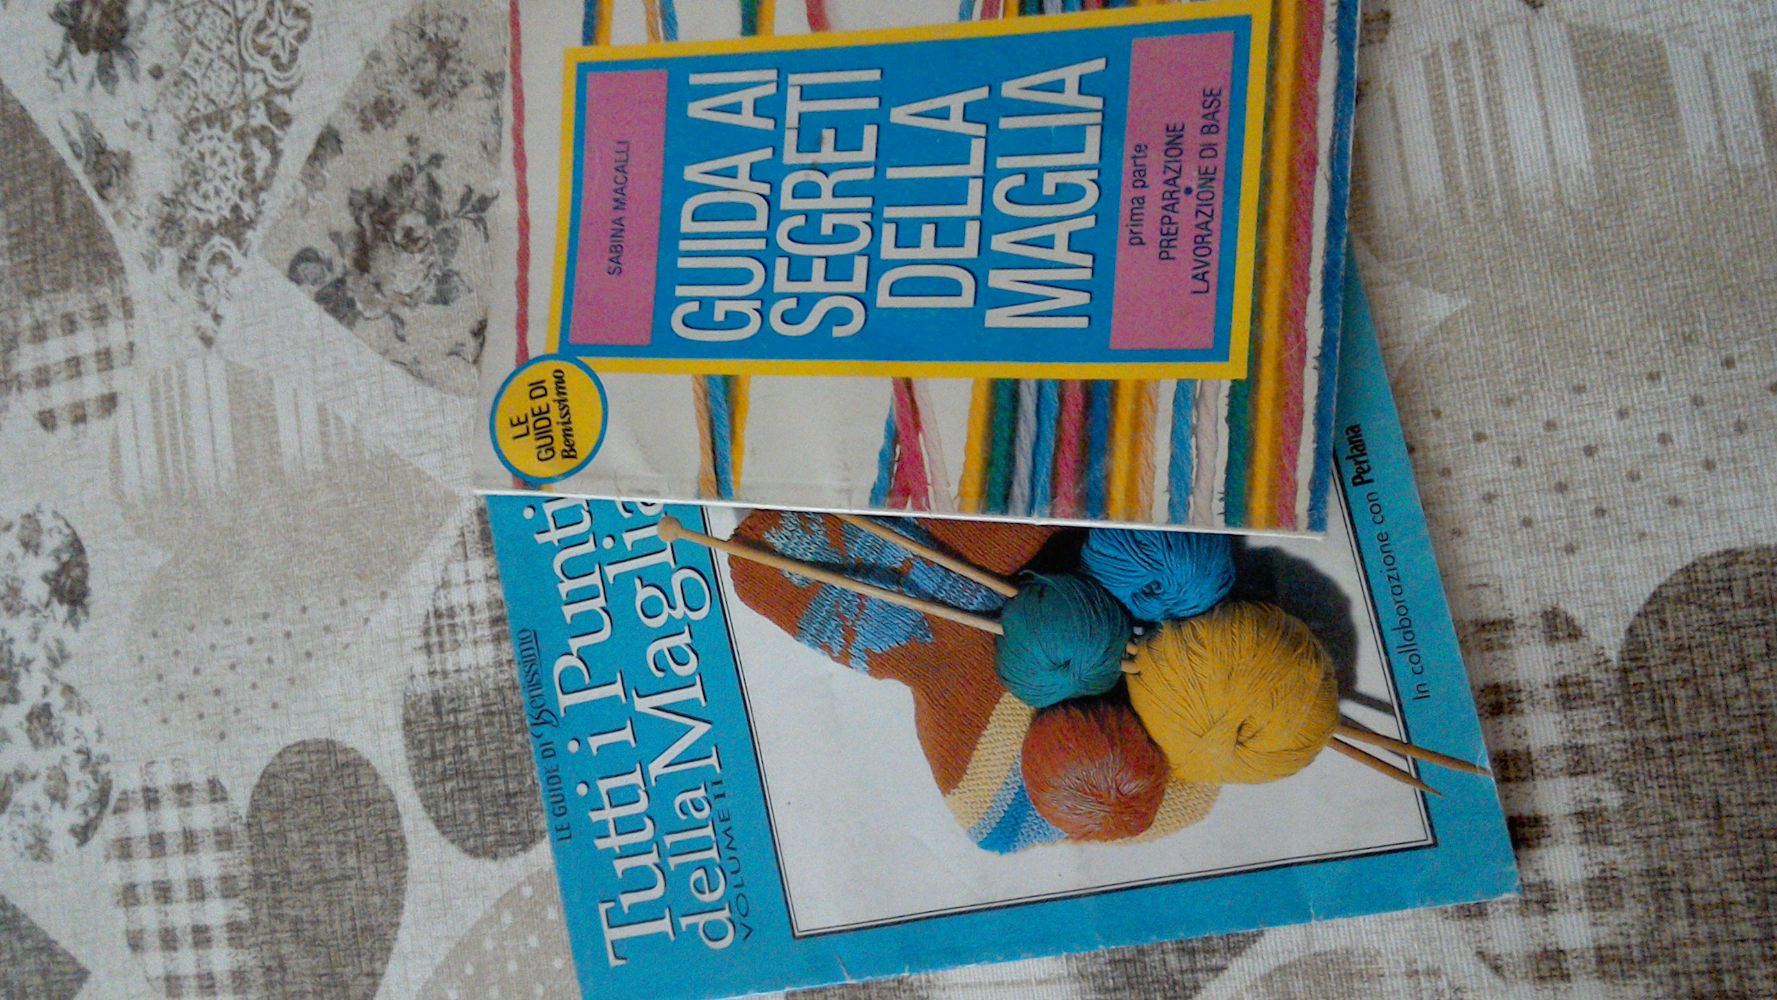 LE
GUIDE DI
Benissimo
SABINA MACALLI
GUIDA AI
SEGRETI
DELLA
MAGLIA
prima parte
PREPARAZIONE
LAVORAZIONE DI BASE
LE GUIDE DI Benissimo
Tutti i Punti
della Maglia
VOLUME II
In collaborazione con Perlana